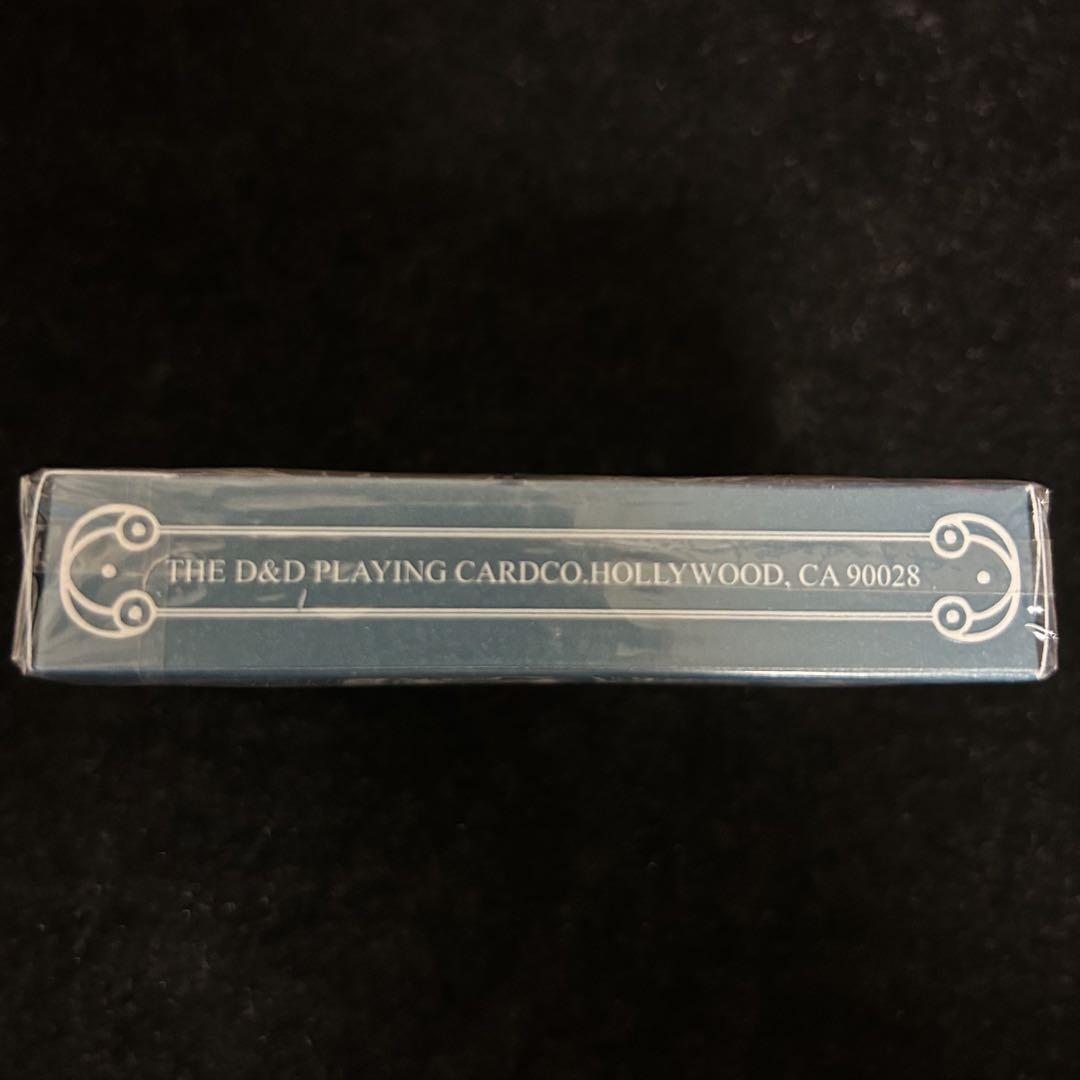 THE D&D PLAYING CARDCO.HOLLYWOOD, CA 90028